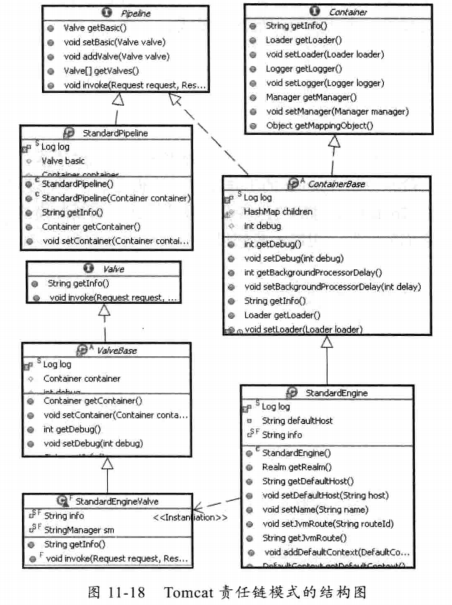 Pipeline
Valve getBasic()
void setBasic(Valve valve)
void addValve(Valve valve)
Valve[] getValves()
void invoke(Request request, Res...
Container
String getInfo()
Loader getLoader()
void setLoader(Loader loader)
Logger getLogger()
void setLogger(Logger logger)
Manager getManager()
void setManager(Manager manager)
Object getMappingObject()
StandardPipeline
S Log log
Valve basic
Container container
C StandardPipeline()
C StandardPipeline(Container container)
String getInfo()
Container getContainer()
void setContainer(Container contai...
A ContainerBase
S Log log
HashMap children
int debug
int getDebug()
void setDebug(int debug)
int getBackgroundProcessorDelay()
void setBackgroundProcessorDelay(int delay)
String getInfo()
Loader getLoader()
void setLoader(Loader loader)
Valve
String getInfo()
void invoke(Request request, ...
A ValveBase
S Log log
Container container
int debug
Container getContainer()
void setContainer(Container conta...
int getDebug()
void setDebug(int debug)
StandardEngine
S Log log
String defaultHost
SF String info
C StandardEngine()
Realm getRealm()
String getDefaultHost()
void setDefaultHost(String host)
void setName(String name)
void setJvmRoute(String routeId)
String getJvmRoute()
void addDefaultContext(DefaultCo...
DefaultContext getDefaultContext()
F StandardEngineValve
SF String info
SF StringManager sm
String getInfo()
F void invoke(Request request, Res...
<<Instantiation>>
图 11-18 Tomcat 责任链模式的结构图